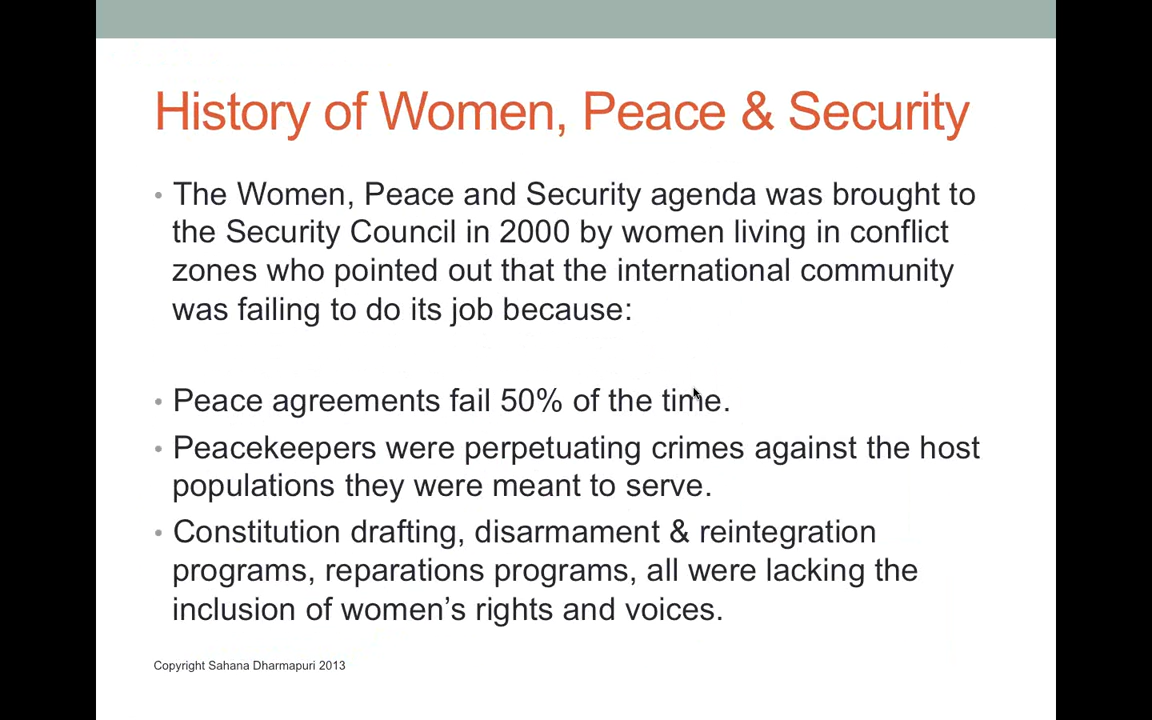 History of Women, Peace & Security
• The Women, Peace and Security agenda was brought to
the Security Council in 2000 by women living in conflict
zones who pointed out that the international community
was failing to do its job because:
• Peace agreements fail 50% of the time.
• Peacekeepers were perpetuating crimes against the host
populations they were meant to serve.
• Constitution drafting, disarmament & reintegration
programs, reparations programs, all were lacking the
inclusion of women’s rights and voices.
Copyright Sahana Dharmapuri 2013